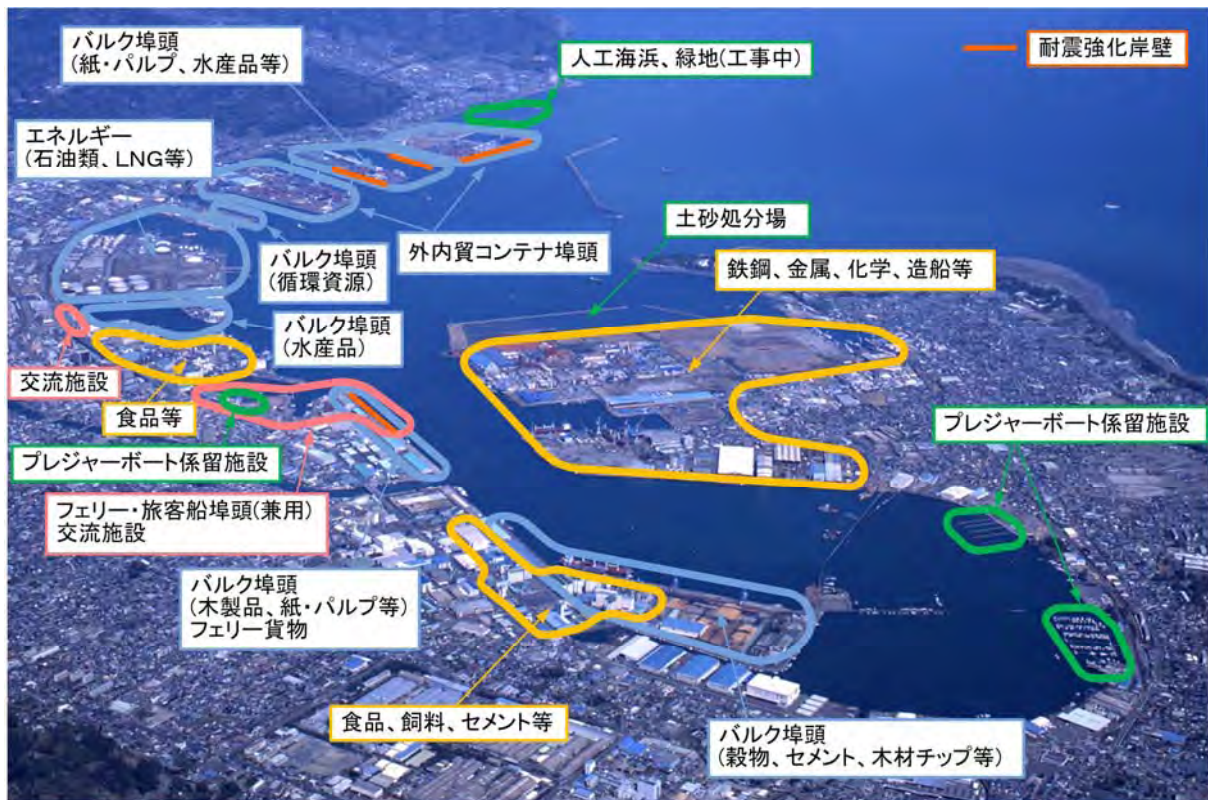 バルク埠頭
(紙・パルプ、水産品等)
人工海浜、緑地(工事中)
耐震強化岸壁
エネルギー
(石油類、LNG等)
土砂処分場
バルク埠頭
(循環資源)
外内貿コンテナ埠頭
鉄鋼、金属、化学、造船等
バルク埠頭
(水産品)
交流施設
食品等
プレジャーボート係留施設
プレジャーボート係留施設
フェリー・旅客船埠頭(兼用)
交流施設
バルク埠頭
(木製品、紙・パルプ等)
フェリー貨物
食品、飼料、セメント等
バルク埠頭
(穀物、セメント、木材チップ等)